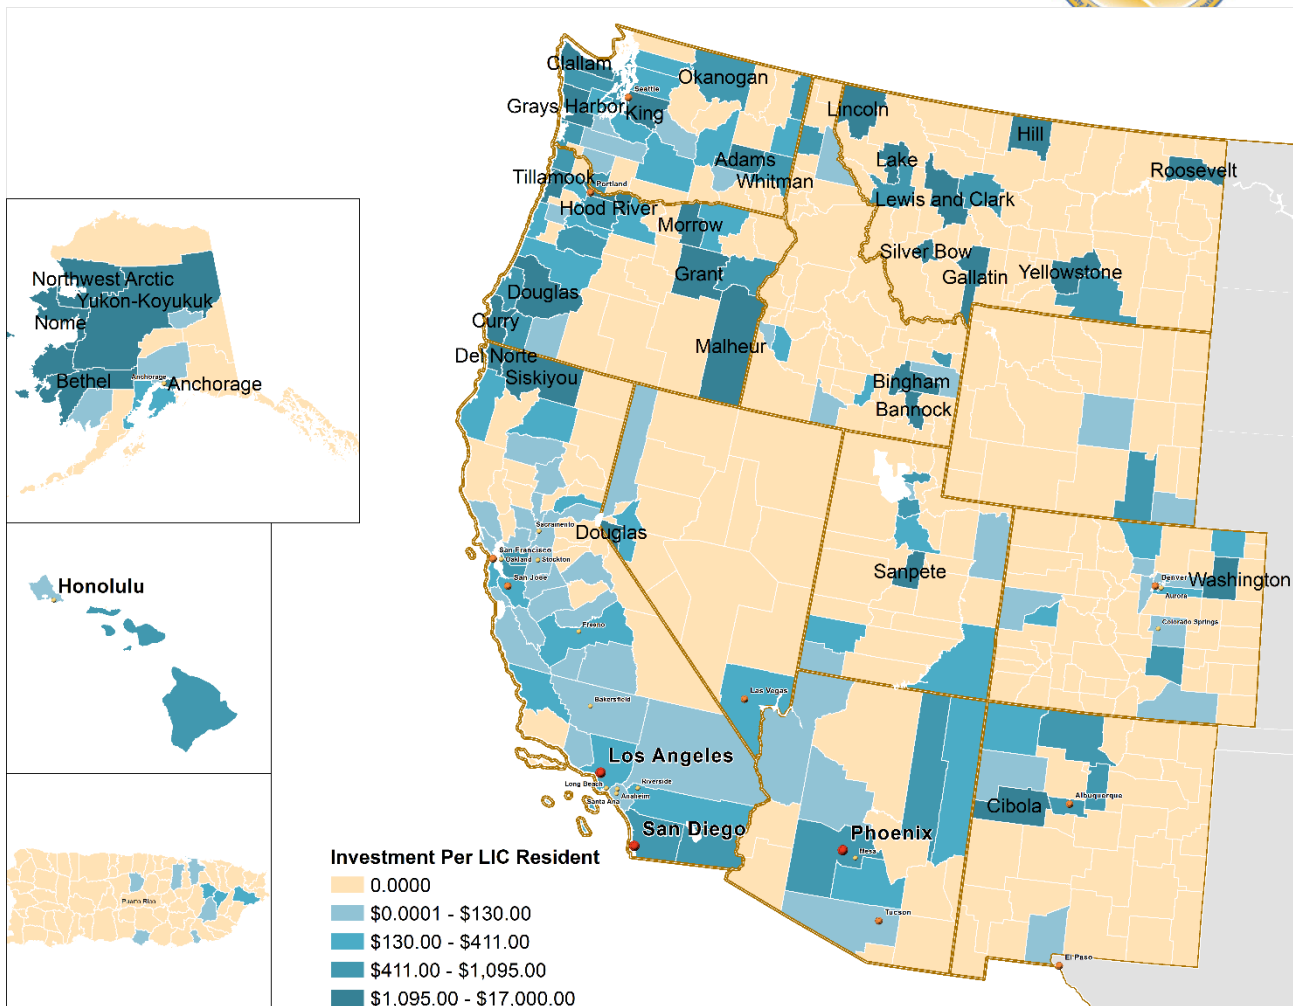 Clallam
Okanogan
Seattle
Grays Harbor
King
Lincoln
Hill
Adams
Whitman
Lake
Roosevelt
Tillamook
Portland
Hood River
Lewis and Clark
Morrow
Silver Bow
Gallatin
Yellowstone
Grant
Douglas
Curry
Malheur
Del Norte
Siskiyou
Bingham
Bannock
Northwest Arctic
Yukon-Koyukuk
Nome
Bethel
Anchorage
Anchorage
Sacramento
Douglas
San Francisco
Oakland
Stockton
San Jose
Sanpete
Denver
Washington
Aurora
Colorado Springs
Honolulu
Fresno
Las Vegas
Bakersfield
Los Angeles
Long Beach
Riverside
Anaheim
Santa Ana
San Diego
Phoenix
Mesa
Tucson
Cibola
Albuquerque
El Paso
Puerto Rico
Investment Per LIC Resident
0.0000
$0.0001 - $130.00
$130.00 - $411.00
$411.00 - $1,095.00
$1,095.00 - $17,000.00